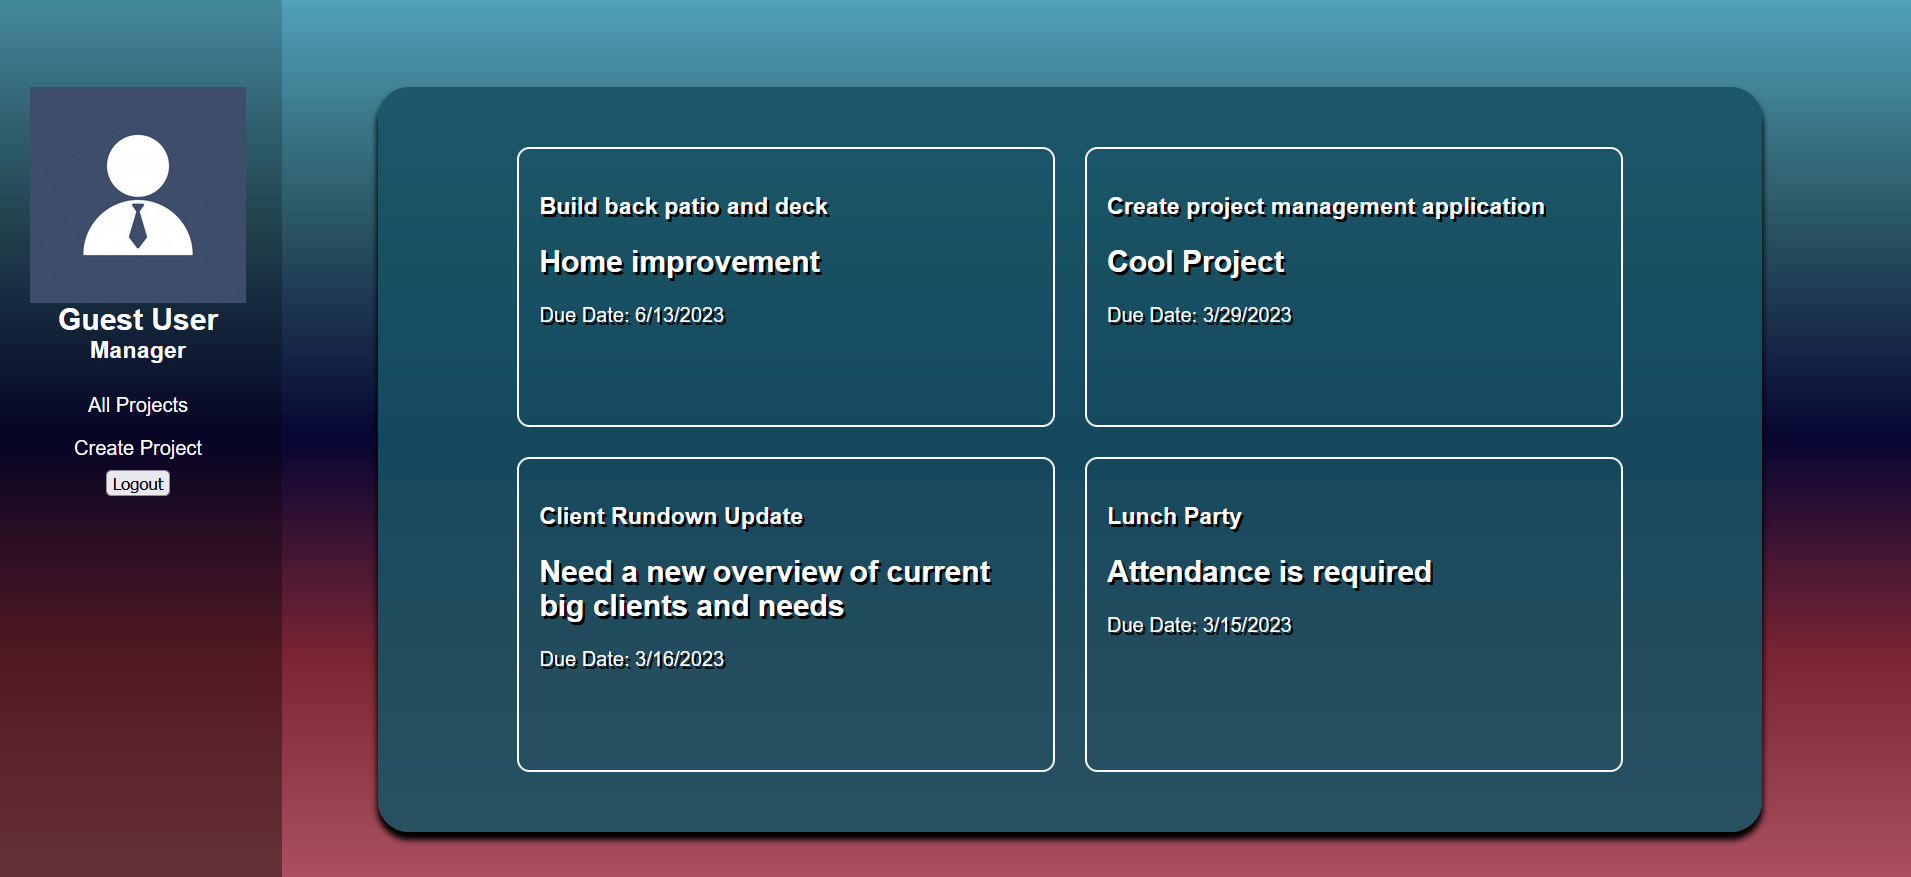 Guest User
Manager
All Projects
Create Project
Logout
Build back patio and deck
Home improvement
Due Date: 6/13/2023
Create project management application
Cool Project
Due Date: 3/29/2023
Client Rundown Update
Need a new overview of current
big clients and needs
Due Date: 3/16/2023
Lunch Party
Attendance is required
Due Date: 3/15/2023